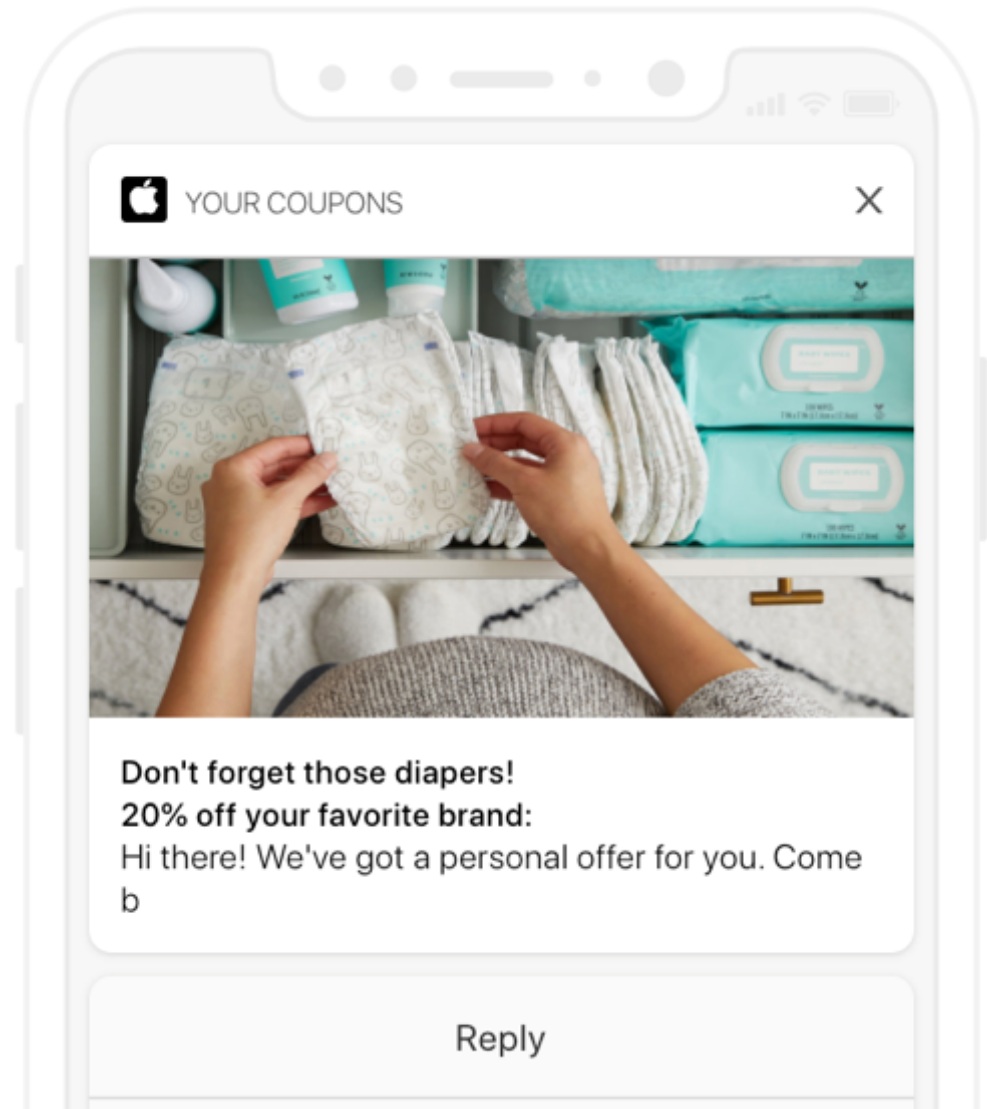 YOUR COUPONS
Don't forget those diapers!
20% off your favorite brand:
Hi there! We've got a personal offer for you. Come
b
Reply